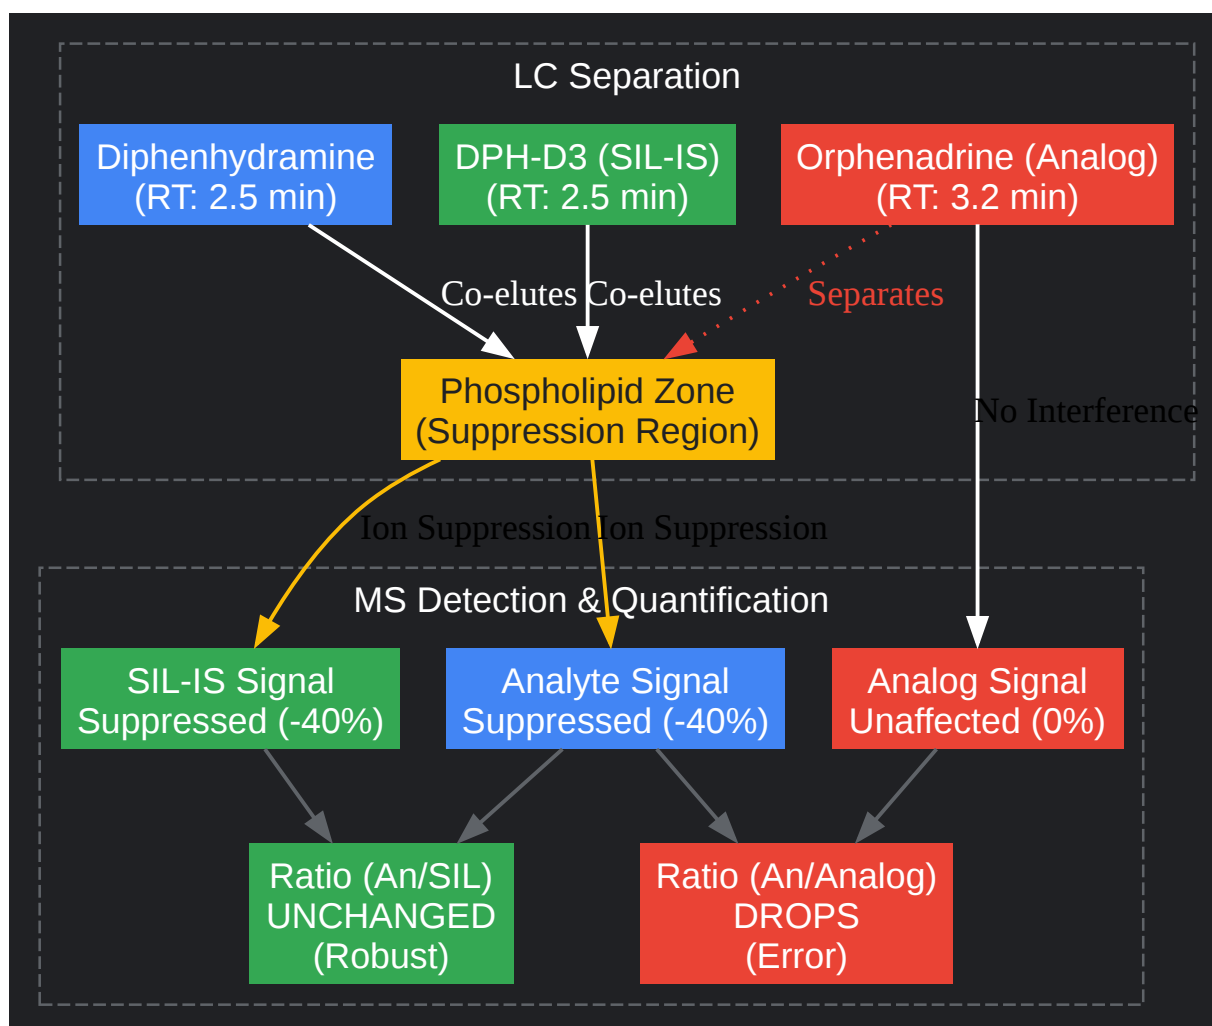 LC Separation
Diphenhydramine
(RT: 2.5 min)
DPH-D3 (SIL-IS)
(RT: 2.5 min)
Orphenadrine (Analog)
(RT: 3.2 min)
Co-elutes
Co-elutes
Separates
Phospholipid Zone
(Suppression Region)
No Interference
Ion Suppression
Ion Suppression
MS Detection & Quantification
SIL-IS Signal
Suppressed (-40%)
Analyte Signal
Suppressed (-40%)
Analog Signal
Unaffected (0%)
Ratio (An/SIL)
UNCHANGED
(Robust)
Ratio (An/Analog)
DROPS
(Error)